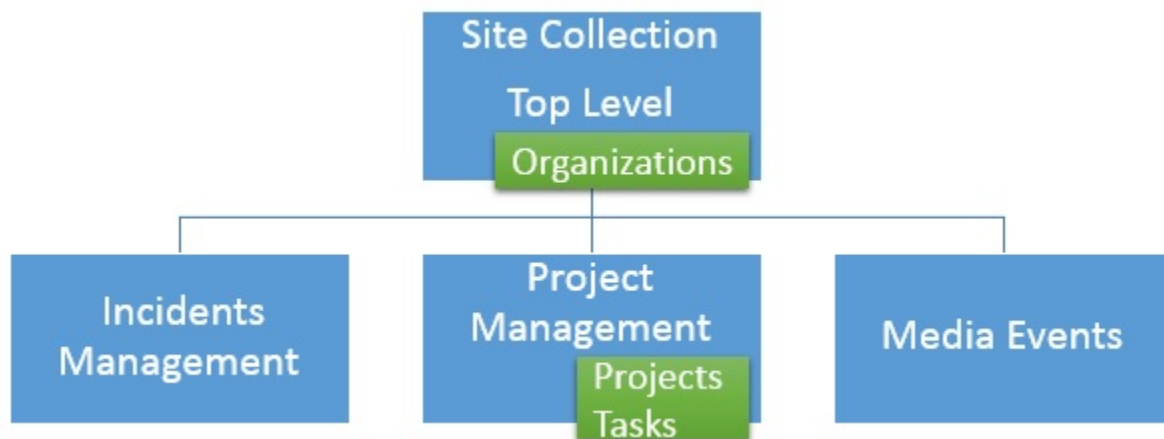 Site Collection
Top Level
Organizations
Incidents
Management
Project
Management
Projects
Tasks
Media Events